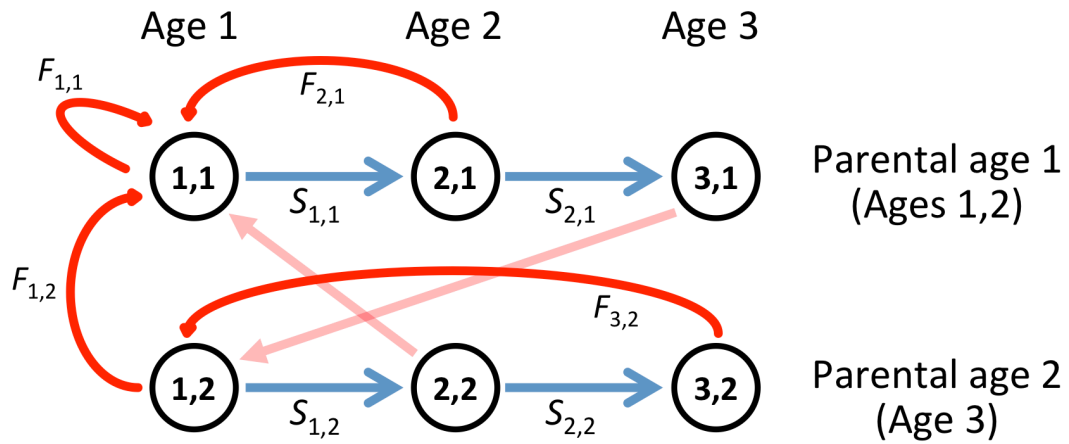 Age 1
Age 2
Age 3
F1,1
F2,1
1,1
2,1
3,1
S1,1
S2,1
Parental age 1
(Ages 1,2)
F1,2
F3,2
1,2
2,2
3,2
S1,2
S2,2
Parental age 2
(Age 3)